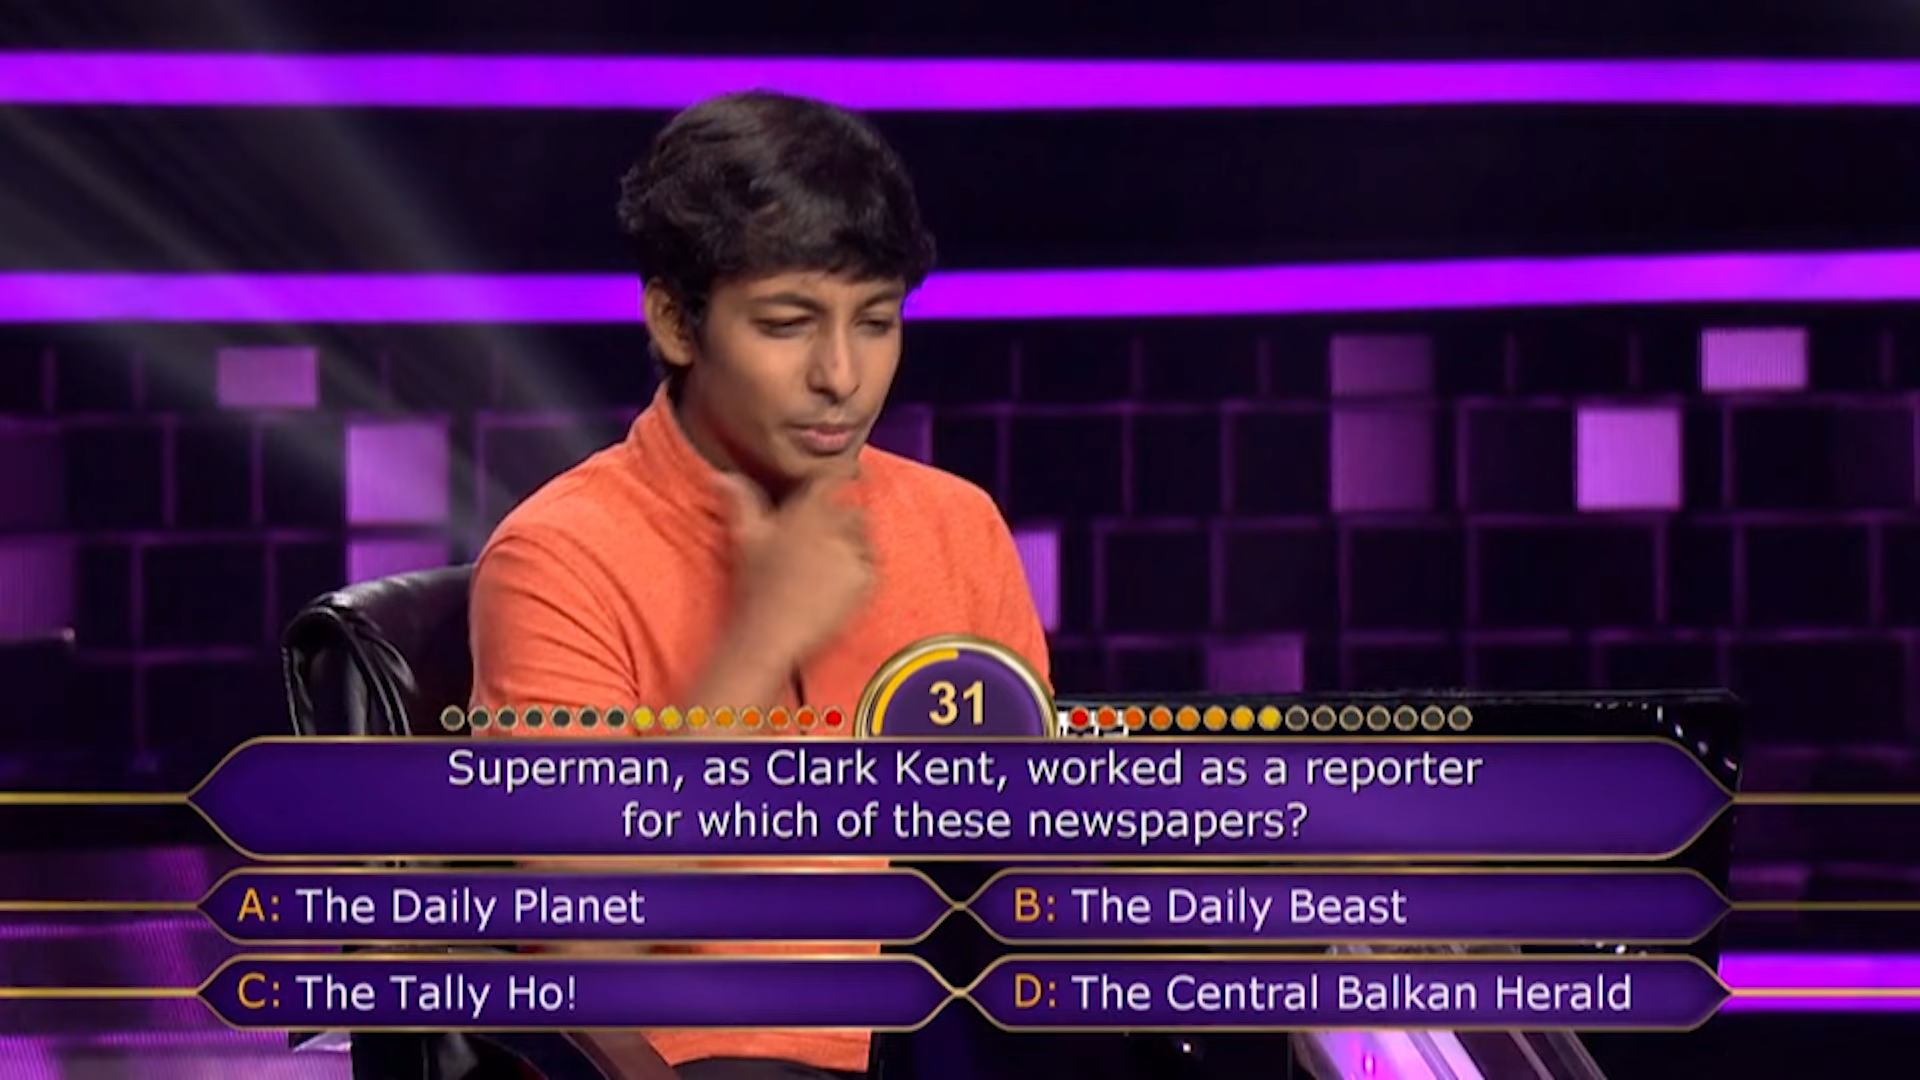 31
Superman, as Clark Kent, worked as a reporter
for which of these newspapers?
A: The Daily Planet
B: The Daily Beast
C: The Tally Ho!
D: The Central Balkan Herald